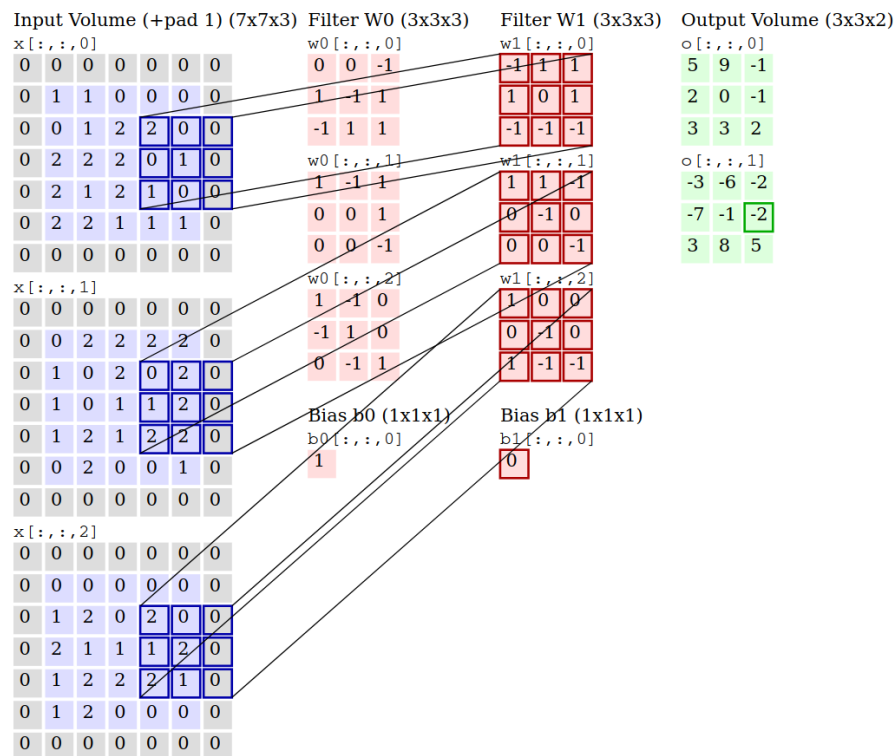 Input Volume (+pad 1) (7x7x3)
x[:,:,0]
0 0 0 0 0 0 0
0 1 1 0 0 0 0
0 0 1 2 2 0 0
0 2 2 2 0 1 0
0 2 1 2 1 0 0
0 2 2 1 1 1 0
0 0 0 0 0 0 0
x[:,:,1]
0 0 0 0 0 0 0
0 0 2 2 2 2 0
0 1 0 2 0 2 0
0 1 0 1 1 2 0
0 1 2 1 2 2 0
0 0 2 0 0 1 0
0 0 0 0 0 0 0
x[:,:,2]
0 0 0 0 0 0 0
0 0 0 0 0 0 0
0 1 2 0 2 0 0
0 2 1 1 1 2 0
0 1 2 2 2 1 0
0 1 2 0 0 0 0
0 0 0 0 0 0 0
Filter W0 (3x3x3)
w0[:,:,0]
0 0 -1
1 -1 1
-1 1 1
w0[:,:,1]
1 -1 1
0 0 1
0 0 -1
w0[:,:,2]
1 -1 0
-1 1 0
0 -1 1
Bias b0 (1x1x1)
b0[:,:,0]
1
Filter W1 (3x3x3)
w1[:,:,0]
-1 1 1
1 0 1
-1 -1 -1
w1[:,:,1]
1 1 -1
0 -1 0
0 0 -1
w1[:,:,2]
1 0 0
0 -1 0
1 -1 -1
Bias b1 (1x1x1)
b1[:,:,0]
0
Output Volume (3x3x2)
o[:,:,0]
5 9 -1
2 0 -1
3 3 2
o[:,:,1]
-3 -6 -2
-7 -1 -2
3 8 5